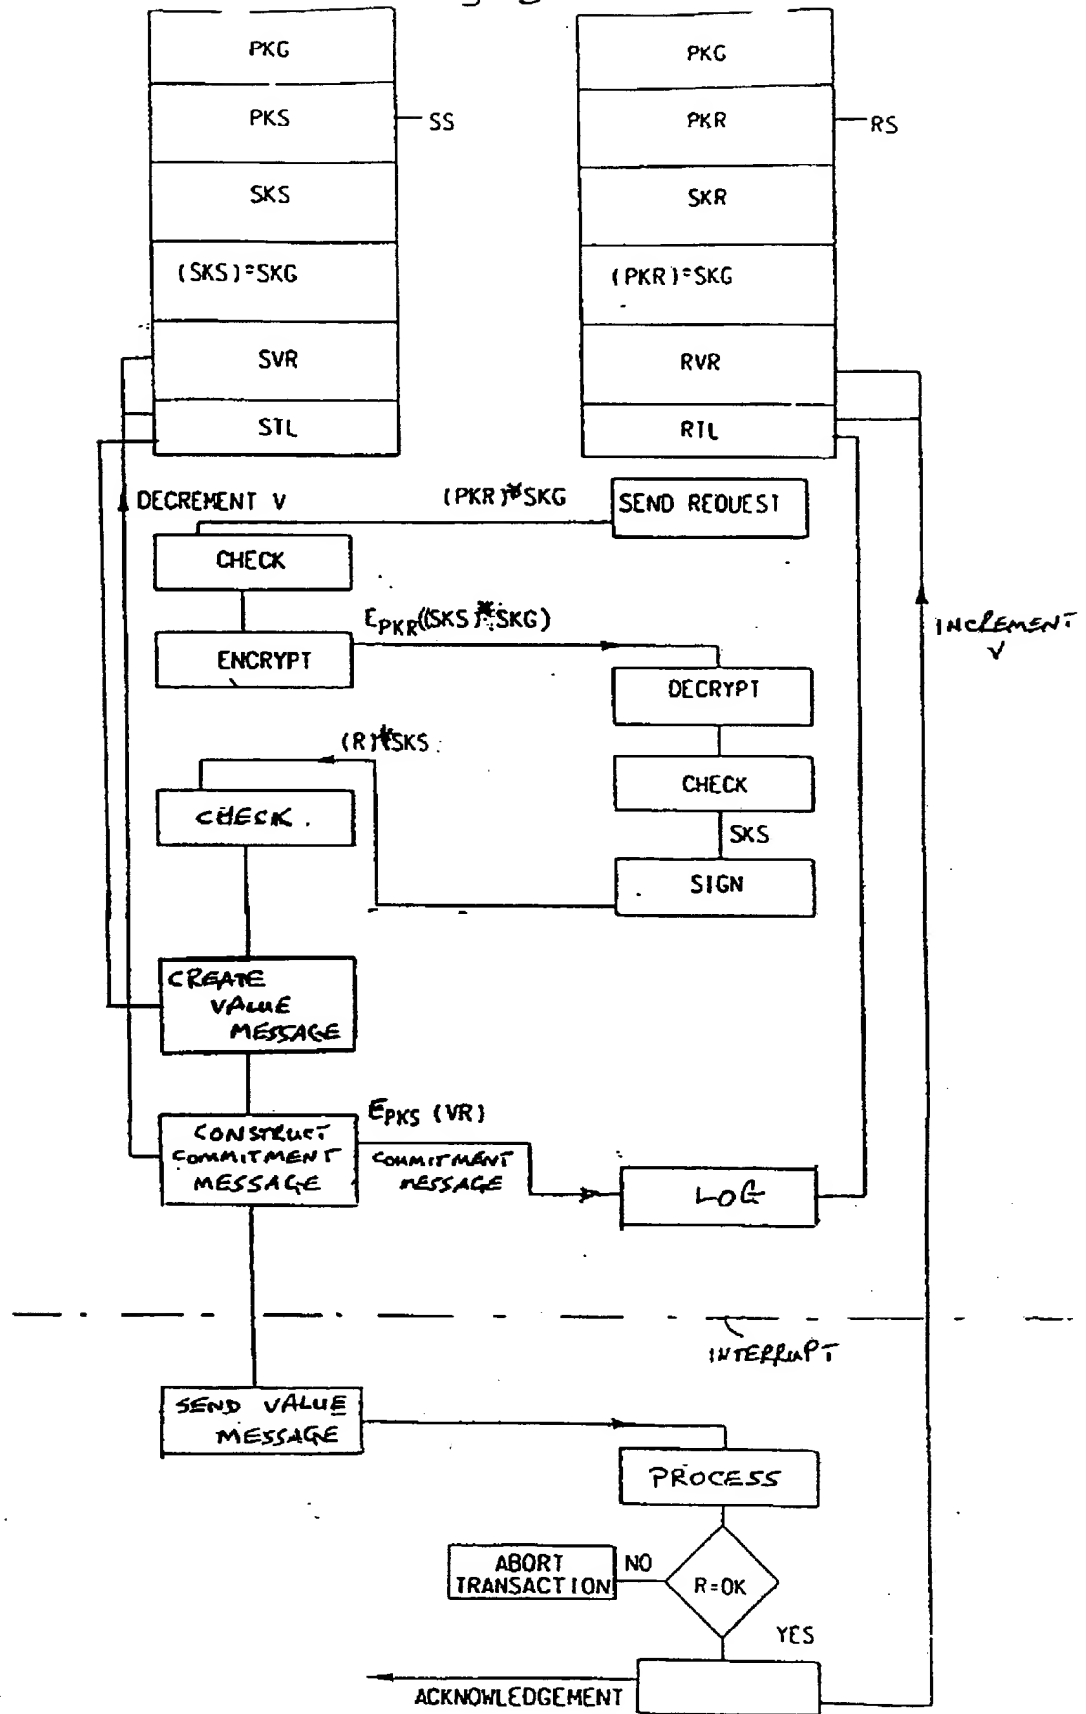 PKG
PKS
SS
SKS
(SKS)*SKG
SVR
STL
PKG
PKR
RS
SKR
(PKR)*SKG
RVR
RTL
DECREMENT V
(PKR)*SKG
SEND REQUEST
CHECK
E_PKR((SKS)*SKG)
ENCRYPT
DECRYPT
INCREMENT
V
(R)*SKS
CHECK
CHECK.
SKS
SIGN
CREATE
VALUE
MESSAGE
E_PKS (VR)
CONSTRUCT
COMMITMENT
MESSAGE
COMMITMENT
MESSAGE
LOG
INTERRUPT
SEND VALUE
MESSAGE
PROCESS
ABORT
TRANSACTION
NO
R=OK
YES
ACKNOWLEDGEMENT